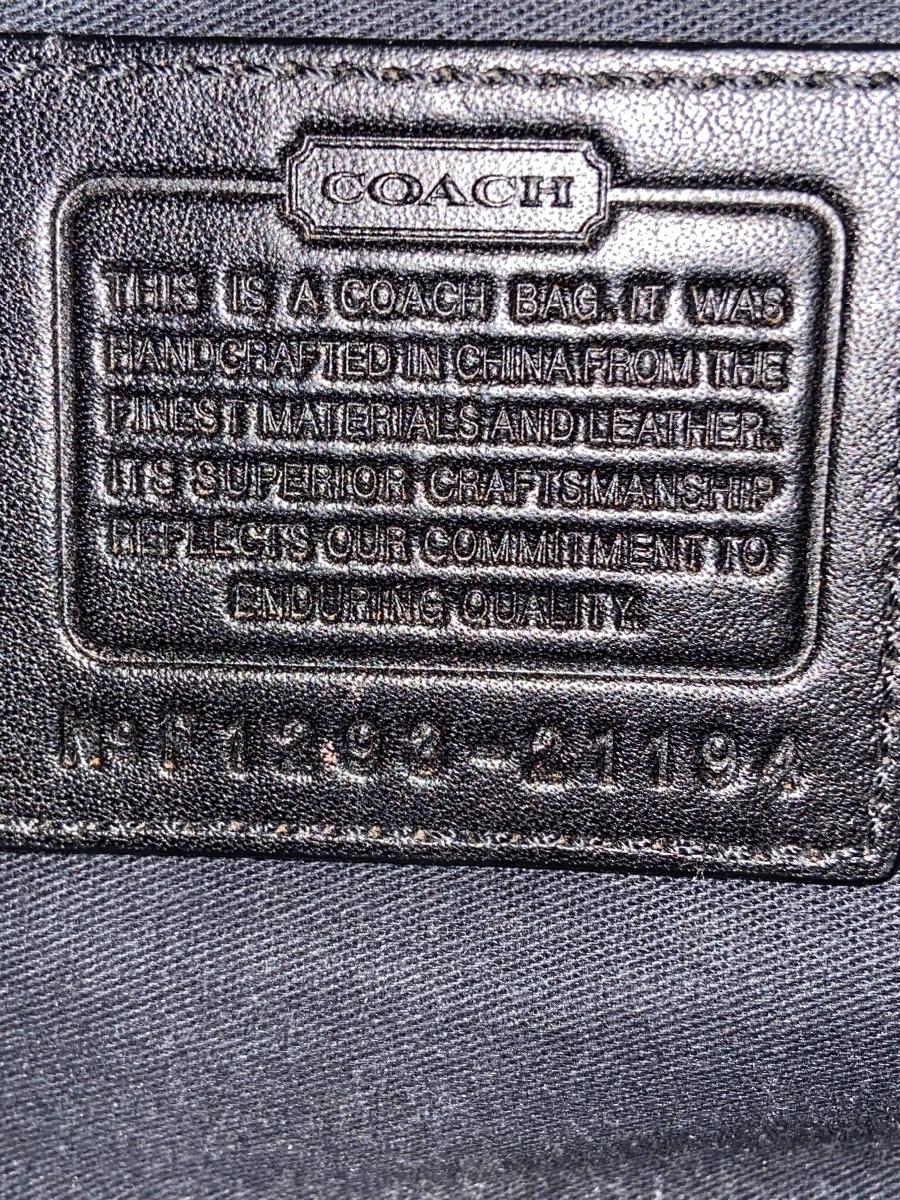 COACH
THIS IS A COACH BAG. IT WAS
HANDCRAFTED IN CHINA FROM THE
FINEST MATERIALS AND LEATHER.
ITS SUPERIOR CRAFTSMANSHIP
REFLECTS OUR COMMITMENT TO
ENDURING QUALITY.
Nº F1293-21194